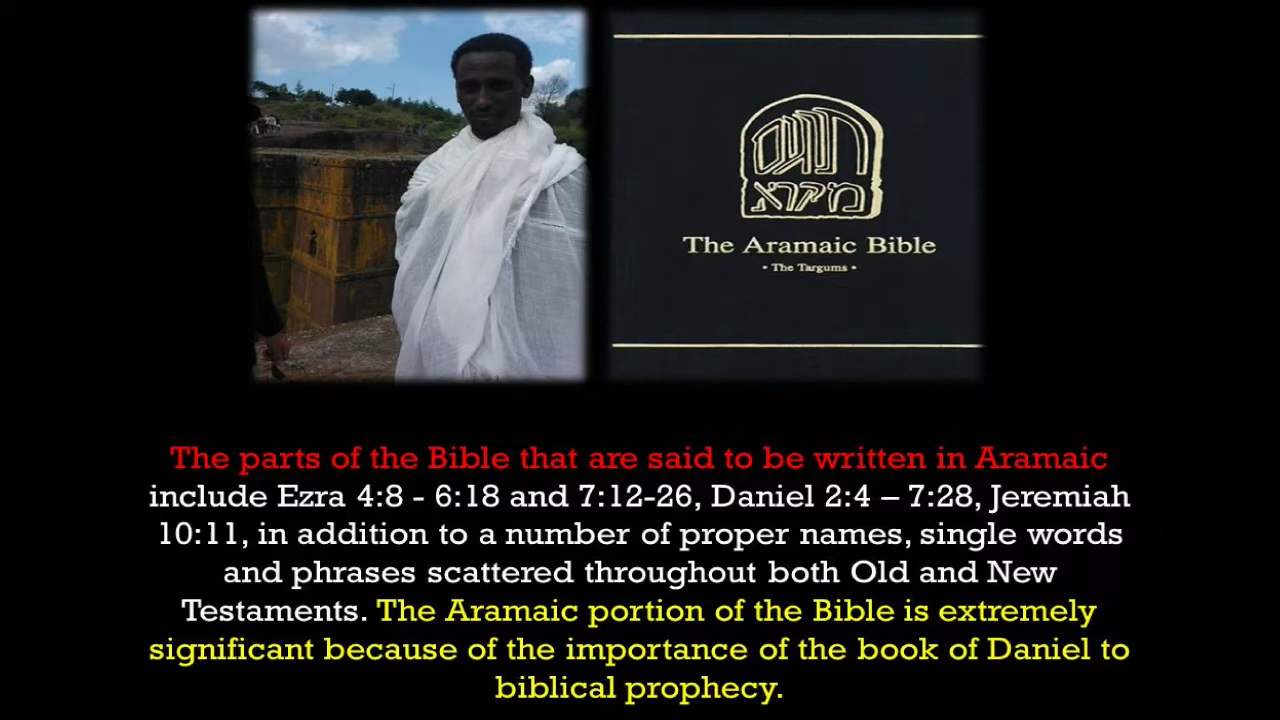 תרגום
מקרא
The Aramaic Bible
• The Targums •
The parts of the Bible that are said to be written in Aramaic
include Ezra 4:8 - 6:18 and 7:12-26, Daniel 2:4 – 7:28, Jeremiah
10:11, in addition to a number of proper names, single words
and phrases scattered throughout both Old and New
Testaments. The Aramaic portion of the Bible is extremely
significant because of the importance of the book of Daniel to
biblical prophecy.